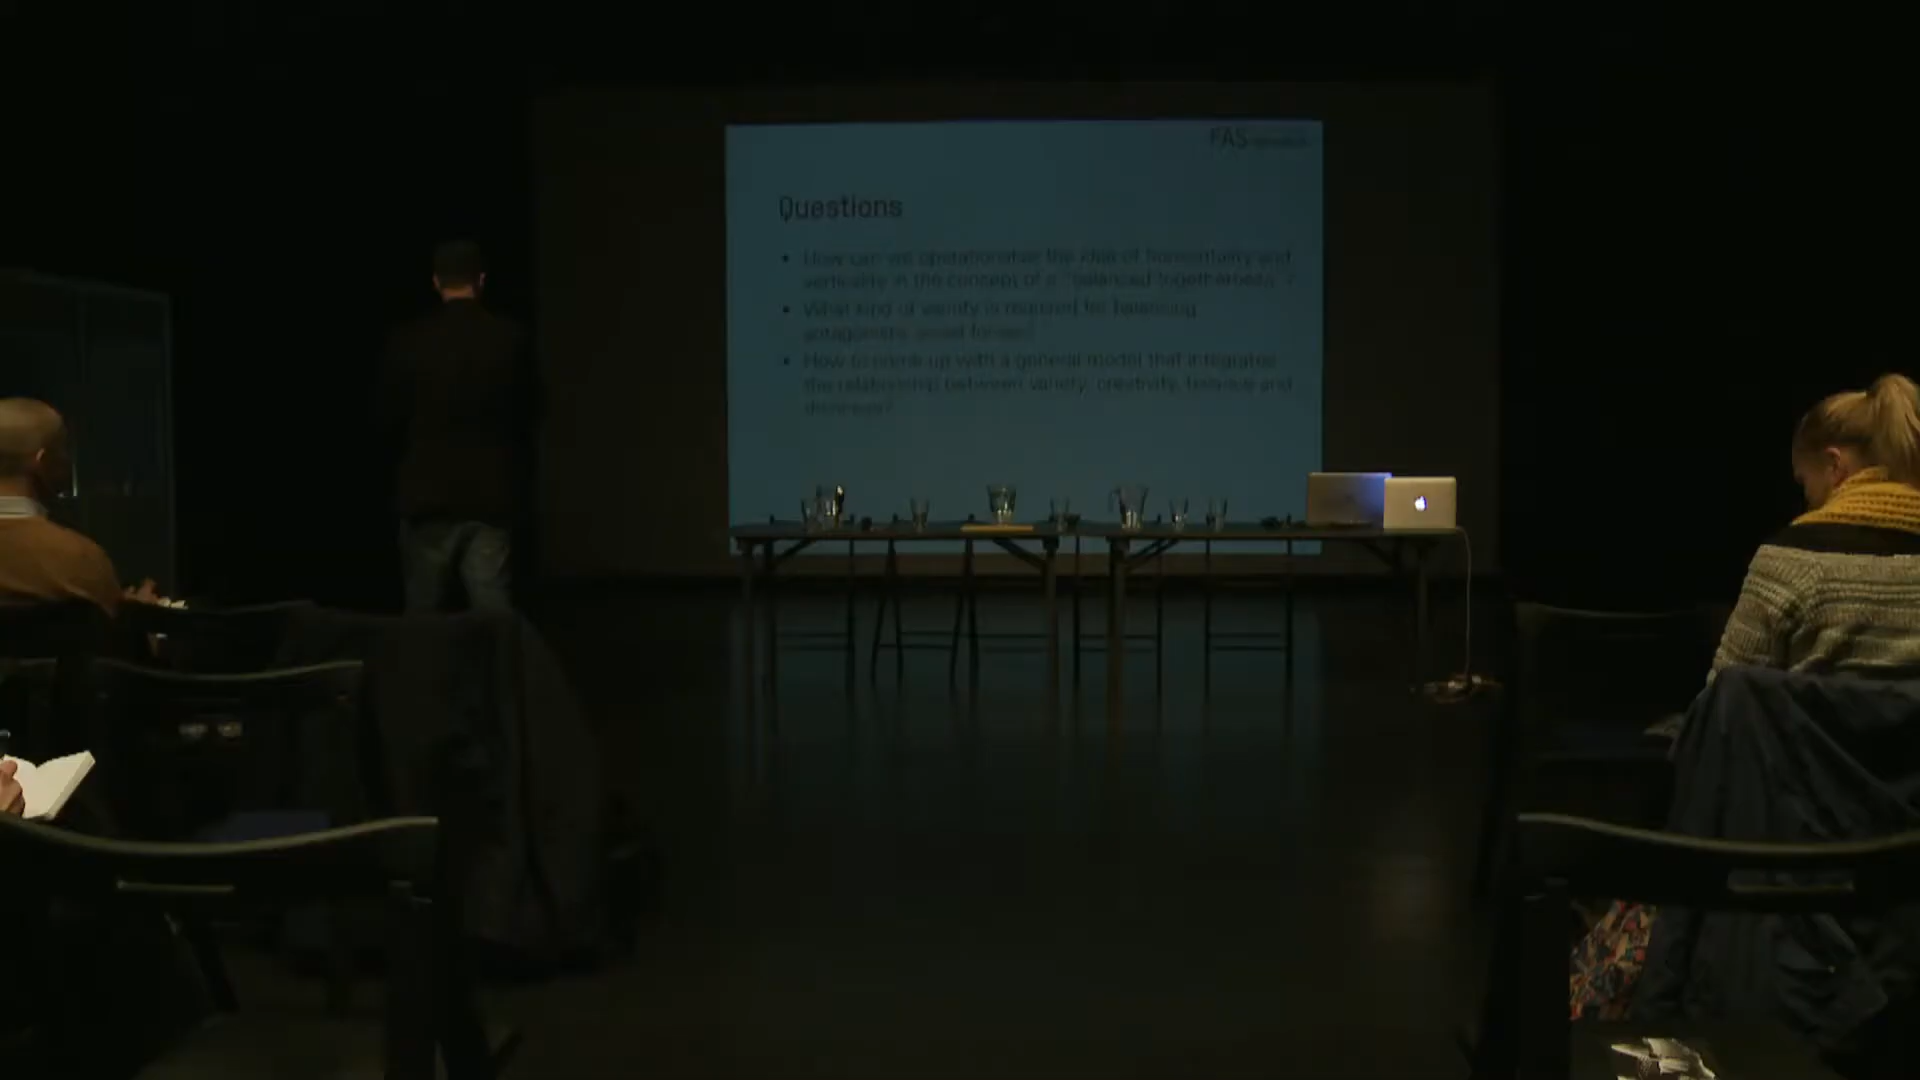 FAS
Questions
• How can we operationalise the idea of horizontality and
verticality in the concept of a "balanced togetherness"?
• What kind of variety is required for balancing
antagonistic social forces?
• How to come up with a general model that integrates
the relationship between variety, creativity, and